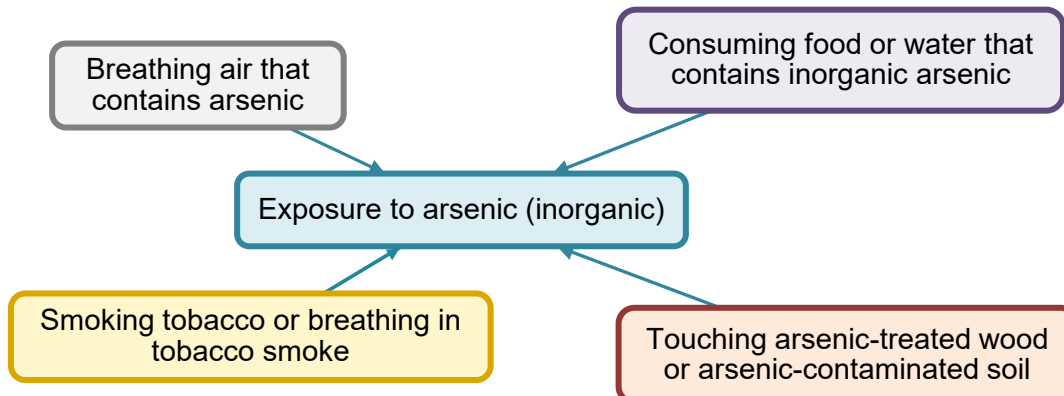 Breathing air that
contains arsenic
Consuming food or water that
contains inorganic arsenic
Exposure to arsenic (inorganic)
Smoking tobacco or breathing in
tobacco smoke
Touching arsenic-treated wood
or arsenic-contaminated soil